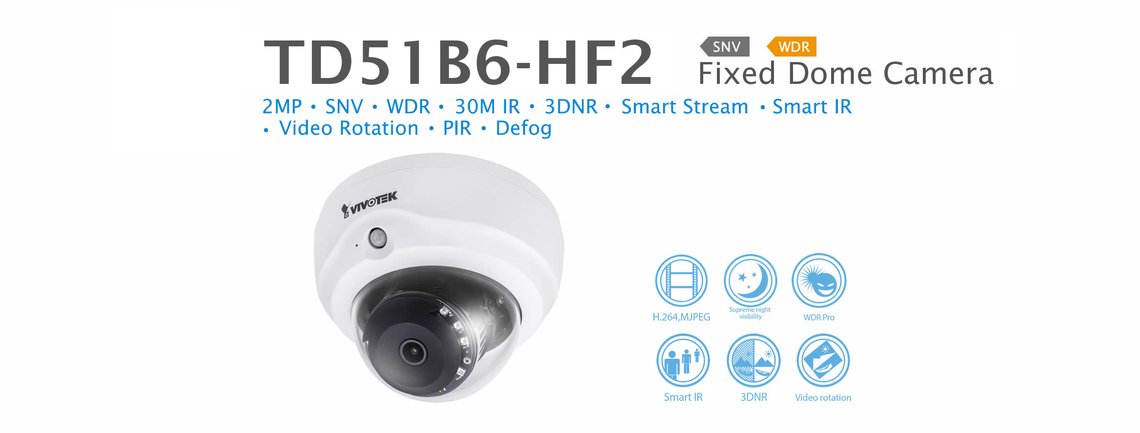 TD51B6-HF2
SNV
WDR
Fixed Dome Camera
2MP • SNV • WDR • 30M IR • 3DNR • Smart Stream • Smart IR
• Video Rotation • PIR • Defog
VIVOTEK
H.264,MJPEG
Supreme night
visibility
WDR Pro
Smart IR
3DNR
Video rotation